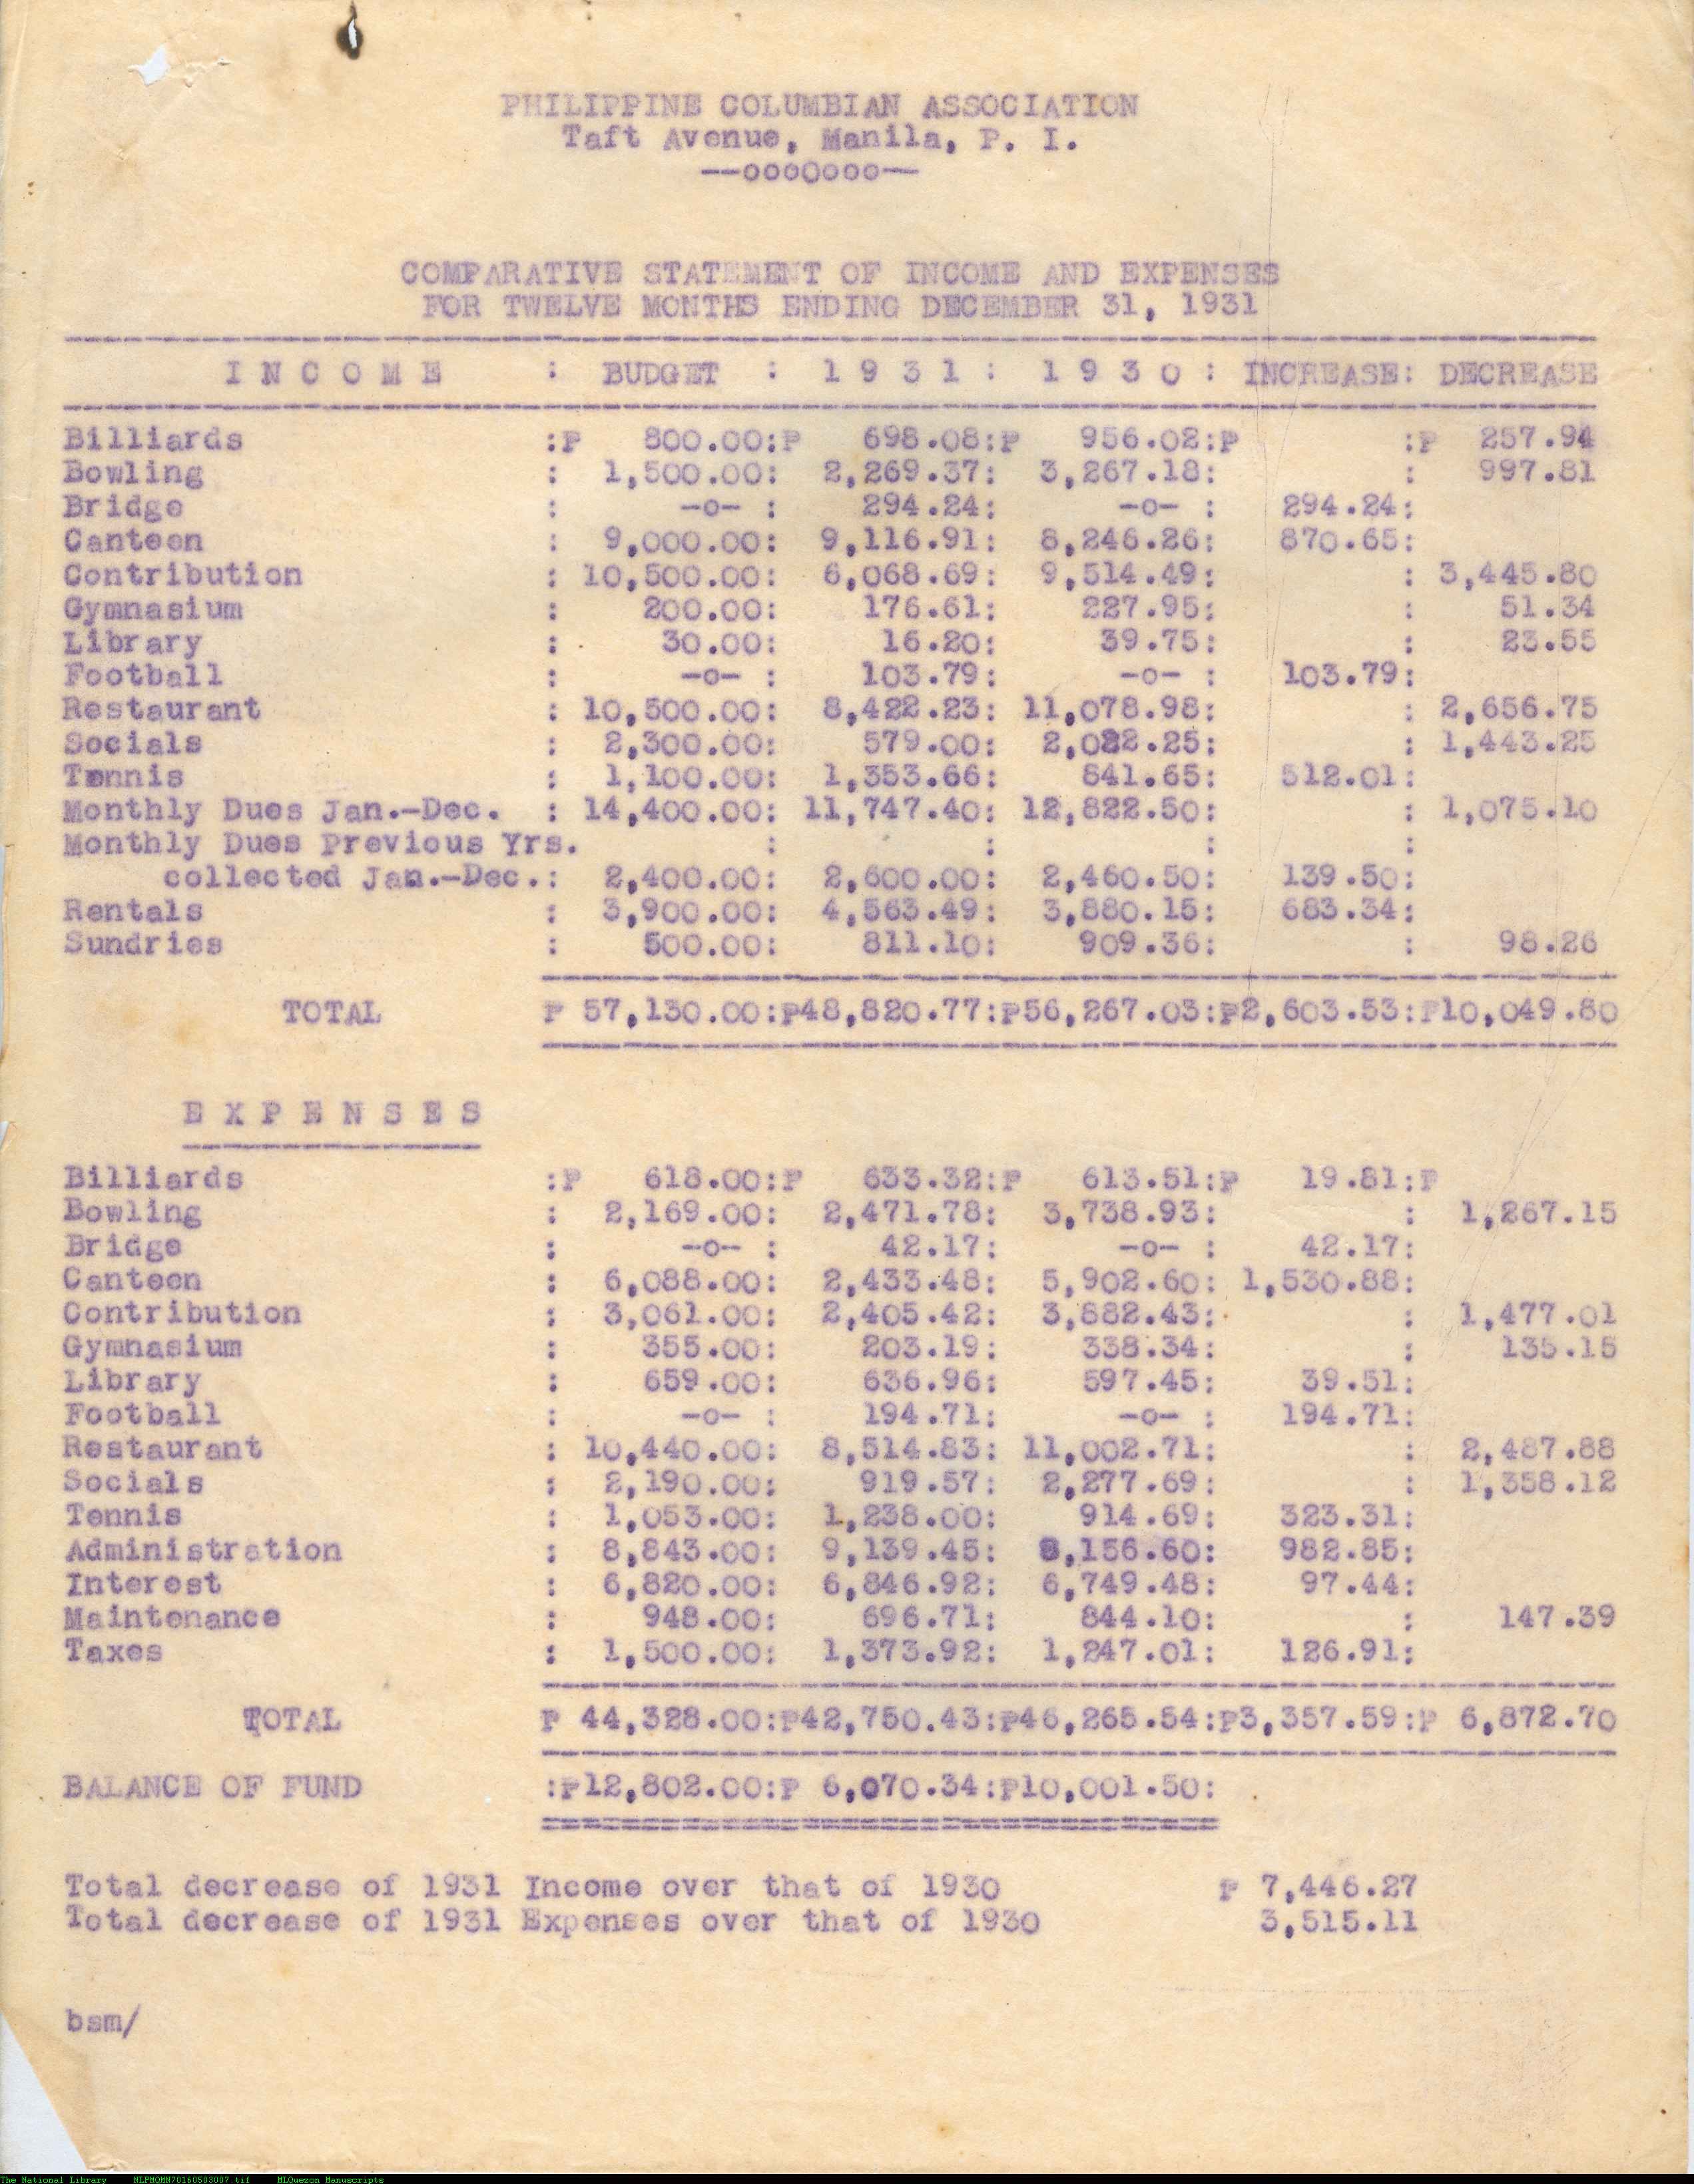 PHILIPPINE COLUMBIAN ASSOCIATION
Taft Avenue, Manila, P. I.
--oooOooo--
COMPARATIVE STATEMENT OF INCOME AND EXPENSES
FOR TWELVE MONTHS ENDING DECEMBER 31, 1931
I N C O M E : BUDGET : 1 9 3 1 : 1 9 3 0 : INCREASE: DECREASE
Billiards :₱ 800.00:₱ 698.08:₱ 956.02:₱ :₱ 257.94
Bowling : 1,500.00: 2,269.37: 3,267.18: : 997.81
Bridge : -o- : 294.24: -o- : 294.24:
Canteen : 9,000.00: 9,116.91: 8,246.26: 870.65:
Contribution : 10,500.00: 6,068.69: 9,514.49: : 3,445.80
Gymnasium : 200.00: 176.61: 227.95: : 51.34
Library : 30.00: 16.20: 39.75: : 23.55
Football : -o- : 103.79: -o- : 103.79:
Restaurant : 10,500.00: 8,422.23: 11,078.98: : 2,656.75
Socials : 2,300.00: 579.00: 2,022.25: : 1,443.25
Tennis : 1,100.00: 1,353.66: 841.65: 512.01:
Monthly Dues Jan.-Dec. : 14,400.00: 11,747.40: 12,822.50: : 1,075.10
Monthly Dues Previous Yrs. : : : :
collected Jan.-Dec.: 2,400.00: 2,600.00: 2,460.50: 139.50:
Rentals : 3,900.00: 4,563.49: 3,880.15: 683.34:
Sundries : 500.00: 811.10: 909.36: : 98.26
TOTAL ₱ 57,130.00:₱48,820.77:₱56,267.03:₱2,603.53:₱10,049.80
E X P E N S E S
Billiards :₱ 618.00:₱ 633.32:₱ 613.51:₱ 19.81:₱
Bowling : 2,169.00: 2,471.78: 3,738.93: : 1,267.15
Bridge : -o- : 42.17: -o- : 42.17:
Canteen : 6,088.00: 2,433.48: 5,902.60: 1,530.88:
Contribution : 3,061.00: 2,405.42: 3,882.43: : 1,477.01
Gymnasium : 355.00: 203.19: 338.34: : 135.15
Library : 659.00: 636.96: 597.45: 39.51:
Football : -o- : 194.71: -o- : 194.71:
Restaurant : 10,440.00: 8,514.83: 11,002.71: : 2,487.88
Socials : 2,190.00: 919.57: 2,277.69: : 1,358.12
Tennis : 1,053.00: 1,238.00: 914.69: 323.31:
Administration : 8,843.00: 9,139.45: 8,156.60: 982.85:
Interest : 6,820.00: 6,846.92: 6,749.48: 97.44:
Maintenance : 948.00: 696.71: 844.10: : 147.39
Taxes : 1,500.00: 1,373.92: 1,247.01: 126.91:
TOTAL ₱ 44,328.00:₱42,750.43:₱46,265.54:₱3,357.59:₱ 6,872.70
BALANCE OF FUND :₱12,802.00:₱ 6,070.34:₱10,001.50:
Total decrease of 1931 Income over that of 1930 ₱ 7,446.27
Total decrease of 1931 Expenses over that of 1930 3,515.11
bsm/
The National Library NLPMQMN70160503007.tif MLQuezon Manuscripts